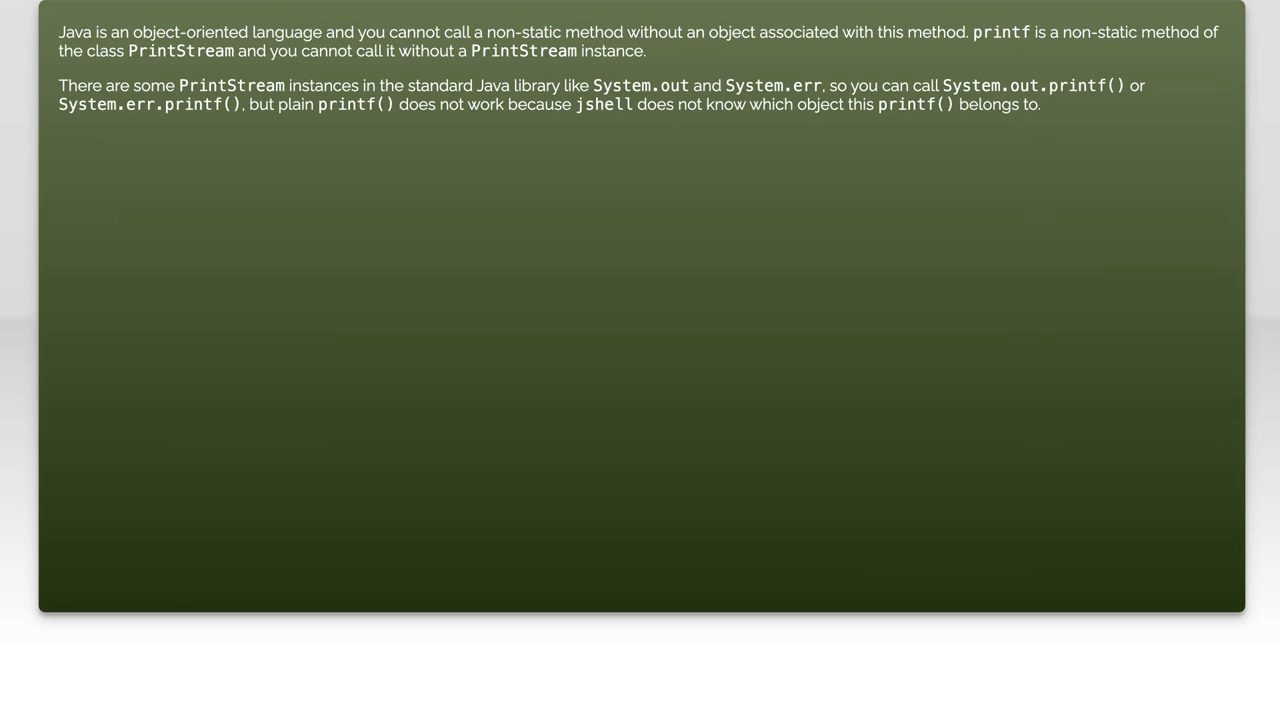 Java is an object-oriented language and you cannot call a non-static method without an object associated with this method. printf is a non-static method of
the class PrintStream and you cannot call it without a PrintStream instance.
There are some PrintStream instances in the standard Java library like System.out and System.err, so you can call System.out.printf() or
System.err.printf(), but plain printf() does not work because jshell does not know which object this printf() belongs to.